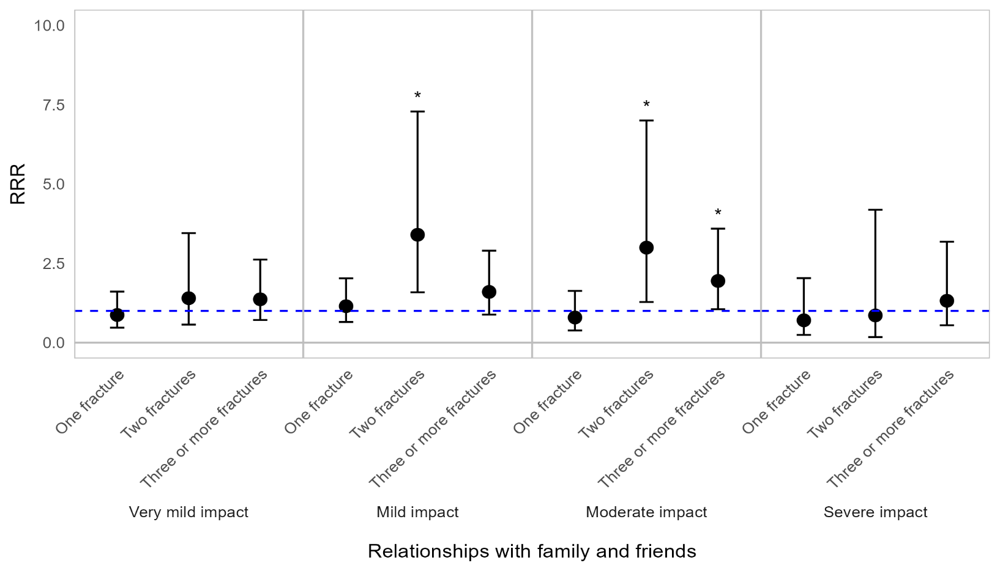 10.0
7.5
5.0
2.5
0.0
RRR
*
*
*
One fracture
Two fractures
Three or more fractures
One fracture
Two fractures
Three or more fractures
One fracture
Two fractures
Three or more fractures
One fracture
Two fractures
Three or more fractures
Very mild impact
Mild impact
Moderate impact
Severe impact
Relationships with family and friends